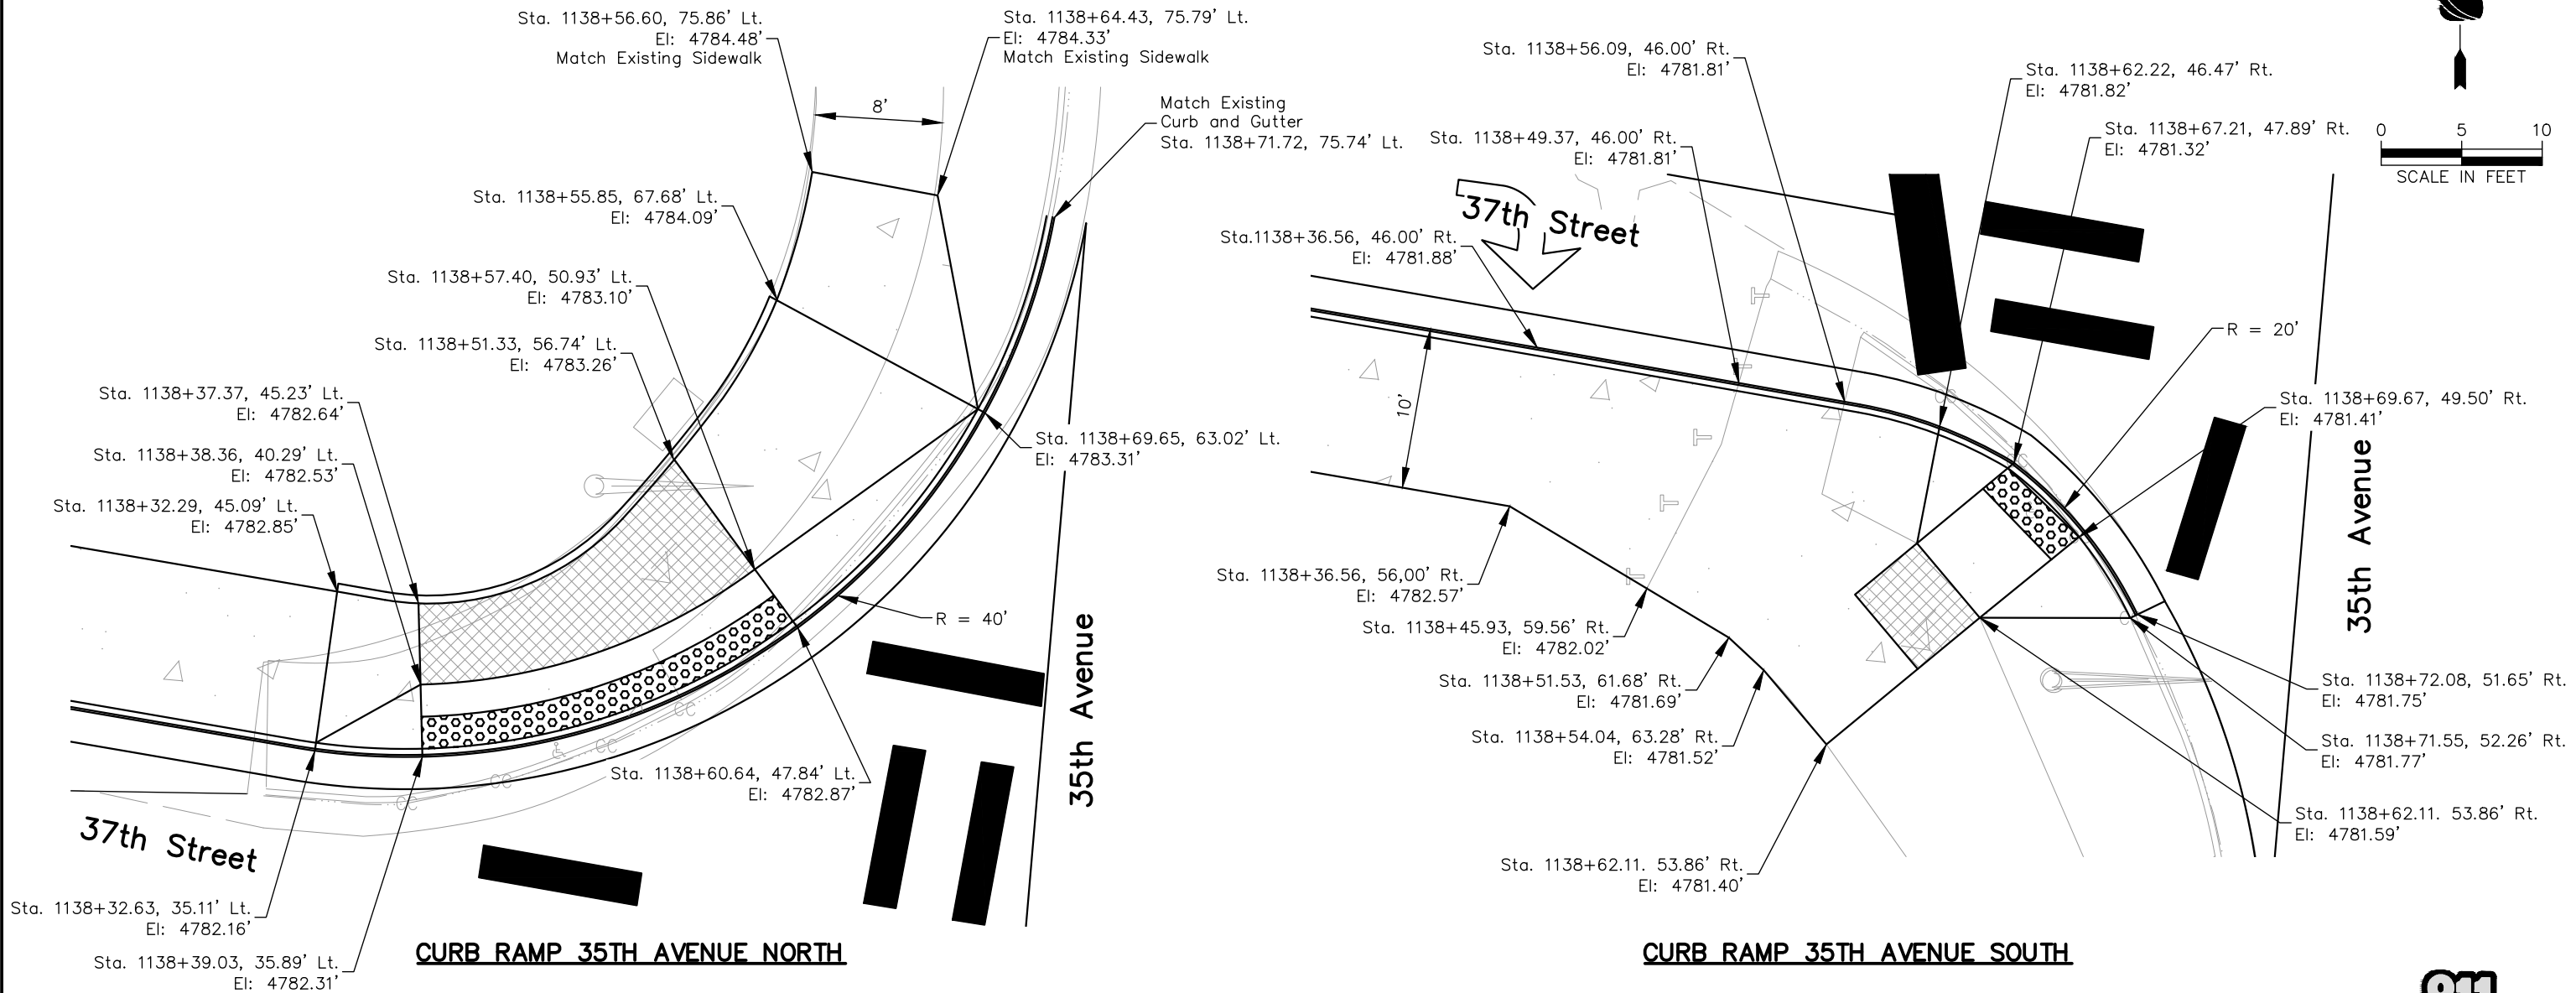 Sta. 1138+56.60, 75.86' Lt.
El: 4784.48'
Match Existing Sidewalk
Sta. 1138+64.43, 75.79' Lt.
El: 4784.33'
Match Existing Sidewalk
8'
Match Existing
Curb and Gutter
Sta. 1138+71.72, 75.74' Lt.
Sta. 1138+55.85, 67.68' Lt.
El: 4784.09'
Sta. 1138+57.40, 50.93' Lt.
El: 4783.10'
Sta. 1138+51.33, 56.74' Lt.
El: 4783.26'
Sta. 1138+37.37, 45.23' Lt.
El: 4782.64'
Sta. 1138+38.36, 40.29' Lt.
El: 4782.53'
Sta. 1138+32.29, 45.09' Lt.
El: 4782.85'
Sta. 1138+69.65, 63.02' Lt.
El: 4783.31'
R = 40'
35th Avenue
CC
CC
CC
CC
Sta. 1138+60.64, 47.84' Lt.
El: 4782.87'
37th Street
Sta. 1138+32.63, 35.11' Lt.
El: 4782.16'
Sta. 1138+39.03, 35.89' Lt.
El: 4782.31'
CURB RAMP 35TH AVENUE NORTH
Sta. 1138+56.09, 46.00' Rt.
El: 4781.81'
Sta. 1138+62.22, 46.47' Rt.
El: 4781.82'
Sta. 1138+49.37, 46.00' Rt.
El: 4781.81'
Sta. 1138+67.21, 47.89' Rt.
El: 4781.32'
0 5 10
SCALE IN FEET
37th Street
Sta.1138+36.56, 46.00' Rt.
El: 4781.88'
R = 20'
10'
T
T
T
T
T
CC
CC
C
Sta. 1138+69.67, 49.50' Rt.
El: 4781.41'
35th Avenue
Sta. 1138+36.56, 56,00' Rt.
El: 4782.57'
Sta. 1138+45.93, 59.56' Rt.
El: 4782.02'
Sta. 1138+51.53, 61.68' Rt.
El: 4781.69'
Sta. 1138+54.04, 63.28' Rt.
El: 4781.52'
Sta. 1138+72.08, 51.65' Rt.
El: 4781.75'
Sta. 1138+71.55, 52.26' Rt.
El: 4781.77'
Sta. 1138+62.11. 53.86' Rt.
El: 4781.59'
Sta. 1138+62.11. 53.86' Rt.
El: 4781.40'
CURB RAMP 35TH AVENUE SOUTH
811